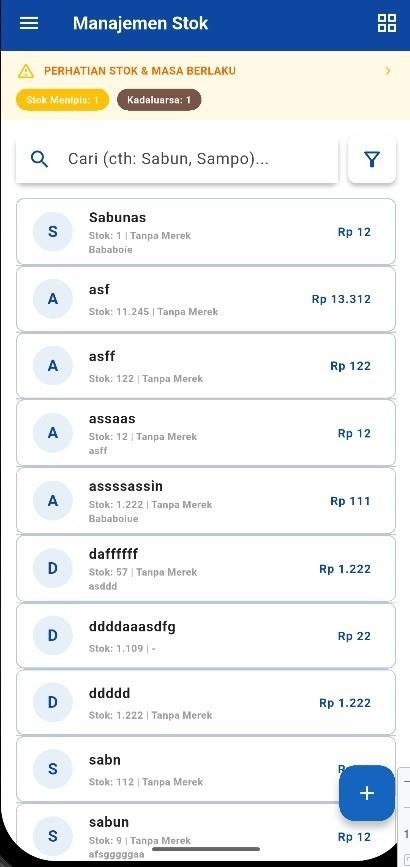 Manajemen Stok
PERHATIAN STOK & MASA BERLAKU
Stok Menipis: 1 Kadaluarsa: 1
Cari (cth: Sabun, Sampo)...
S
Sabunas
Stok: 1 | Tanpa Merek
Bababoie
Rp 12
A
asf
Stok: 11.245 | Tanpa Merek
Rp 13.312
A
asff
Stok: 122 | Tanpa Merek
Rp 122
A
assaas
Stok: 12 | Tanpa Merek
asff
Rp 12
A
assssassin
Stok: 1.222 | Tanpa Merek
Bababoiue
Rp 111
D
daffffff
Stok: 57 | Tanpa Merek
asddd
Rp 1.222
D
ddddaaasdfg
Stok: 1.109 | -
Rp 22
D
ddddd
Stok: 1.222 | Tanpa Merek
Rp 1.222
S
sabn
Stok: 112 | Tanpa Merek
+
S
sabun
Stok: 9 | Tanpa Merek
afsgggggaa
Rp 12